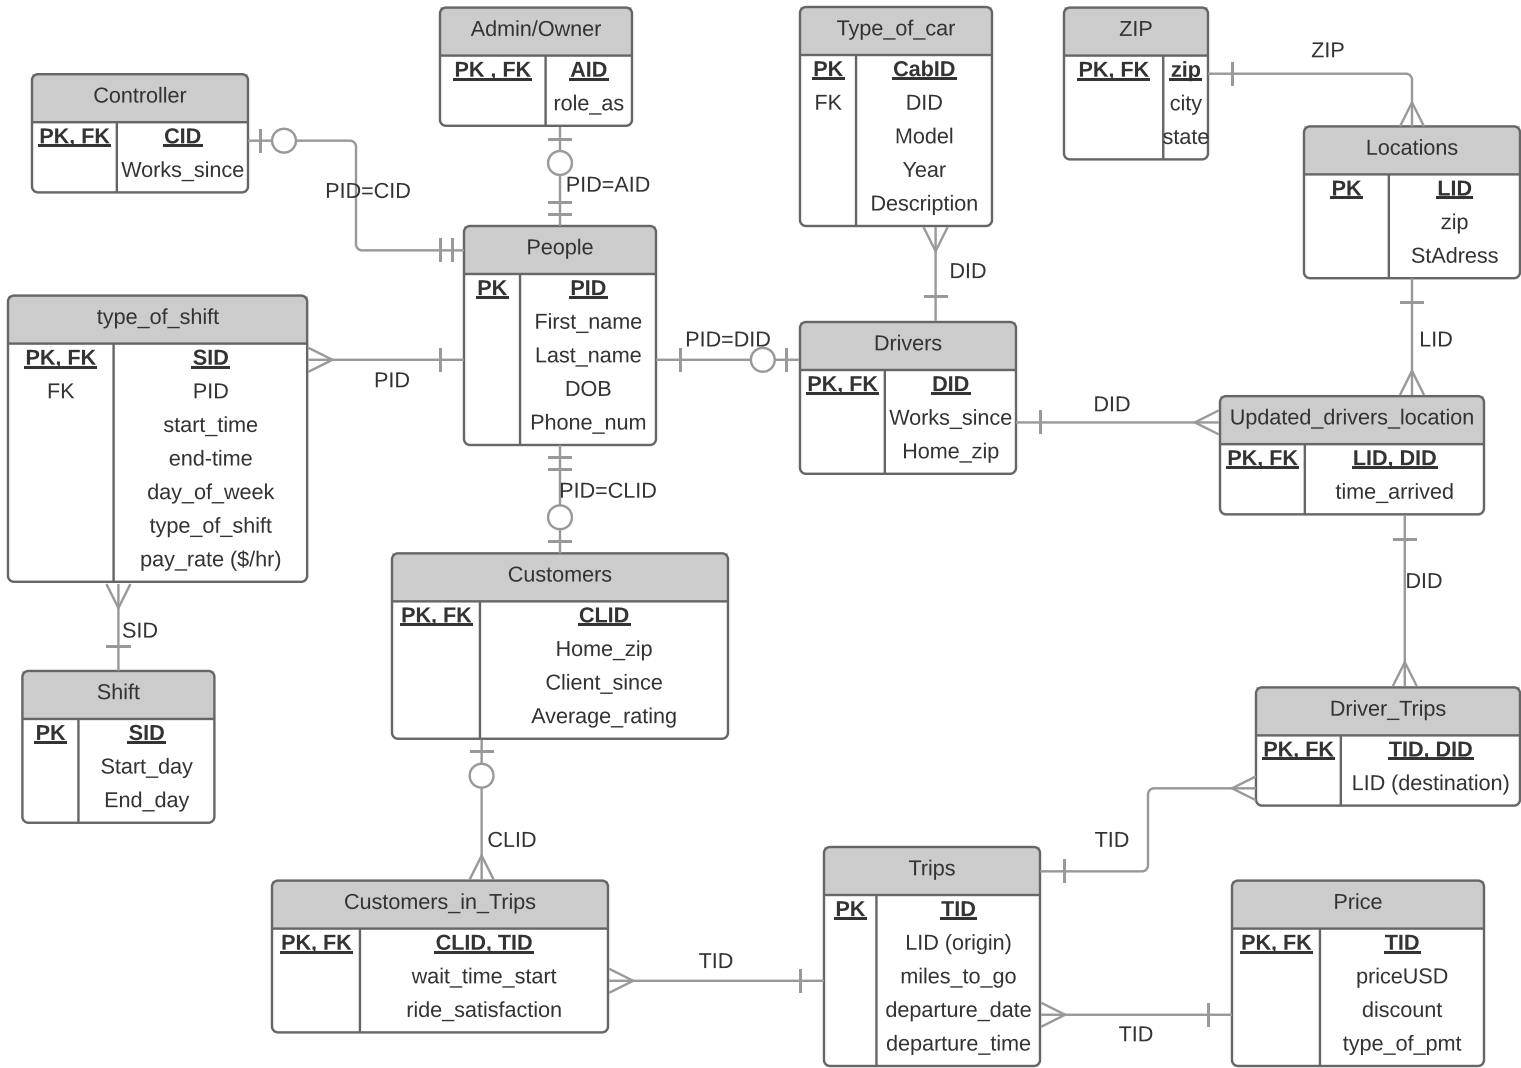 Admin/Owner
PK , FK AID
role_as
Type_of_car
PK CabID
FK DID
Model
Year
Description
ZIP
PK, FK zip
city
state
ZIP
Controller
PK, FK CID
Works_since
PID=CID
PID=AID
Locations
PK LID
zip
StAdress
People
PK PID
First_name
Last_name
DOB
Phone_num
DID
type_of_shift
PK, FK SID
FK PID
start_time
end-time
day_of_week
type_of_shift
pay_rate ($/hr)
PID
PID=DID
Drivers
PK, FK DID
Works_since
Home_zip
LID
DID
Updated_drivers_location
PK, FK LID, DID
time_arrived
PID=CLID
DID
Customers
PK, FK CLID
Home_zip
Client_since
Average_rating
SID
Shift
PK SID
Start_day
End_day
Driver_Trips
PK, FK TID, DID
LID (destination)
CLID
TID
Customers_in_Trips
PK, FK CLID, TID
wait_time_start
ride_satisfaction
TID
Trips
PK TID
LID (origin)
miles_to_go
departure_date
departure_time
TID
Price
PK, FK TID
priceUSD
discount
type_of_pmt